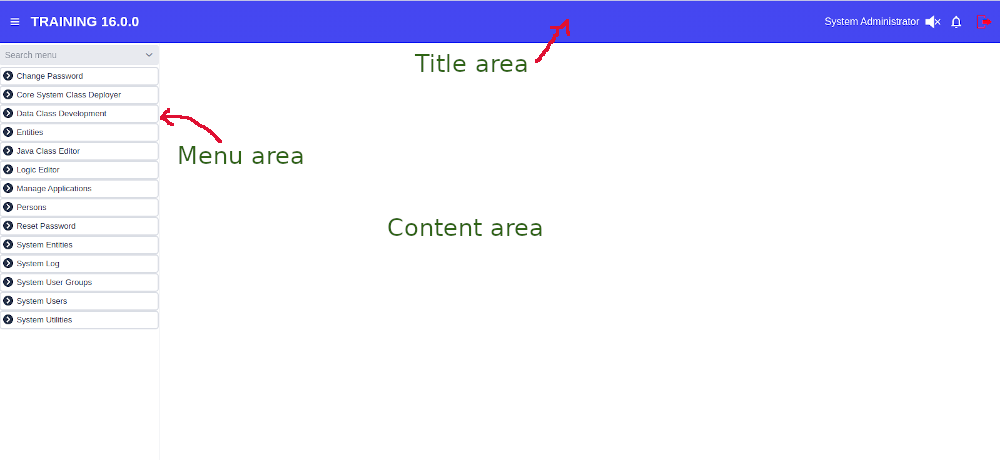 TRAINING 16.0.0
System Administrator
Search menu
Change Password
Core System Class Deployer
Data Class Development
Entities
Java Class Editor
Logic Editor
Manage Applications
Persons
Reset Password
System Entities
System Log
System User Groups
System Users
System Utilities
Title area
Menu area
Content area